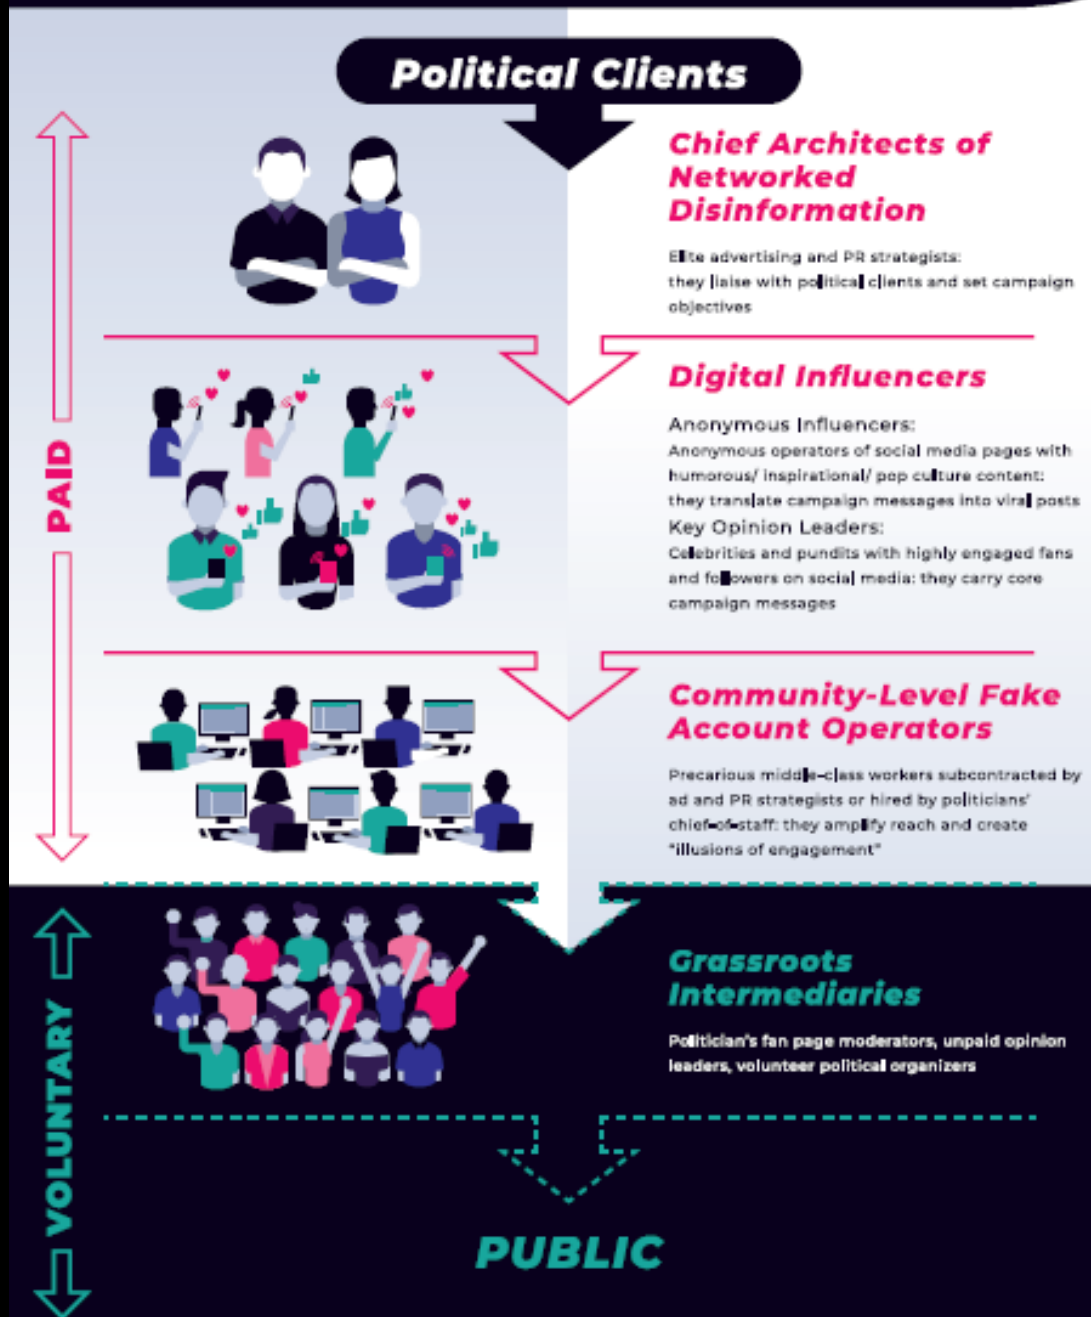 Political Clients
Chief Architects of
Networked
Disinformation
Elite advertising and PR strategists:
they liaise with political clients and set campaign
objectives
Digital Influencers
Anonymous Influencers:
Anonymous operators of social media pages with
humorous/ inspirational/ pop culture content:
they translate campaign messages into viral posts
Key Opinion Leaders:
Celebrities and pundits with highly engaged fans
and followers on social media: they carry core
campaign messages
PAID
Community-Level Fake
Account Operators
Precarious middle-class workers subcontracted by
ad and PR strategists or hired by politicians'
chief-of-staff: they amplify reach and create
"illusions of engagement"
Grassroots
Intermediaries
Politician's fan page moderators, unpaid opinion
leaders, volunteer political organizers
VOLUNTARY
PUBLIC